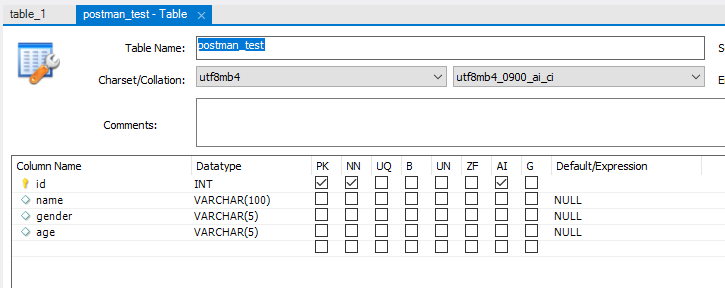 table_1 postman_test - Table
Table Name: postman_test S
Charset/Collation: utf8mb4 utf8mb4_0900_ai_ci E
Comments:
Column Name Datatype PK NN UQ B UN ZF AI G Default/Expression
id INT
name VARCHAR(100) NULL
gender VARCHAR(5) NULL
age VARCHAR(5) NULL